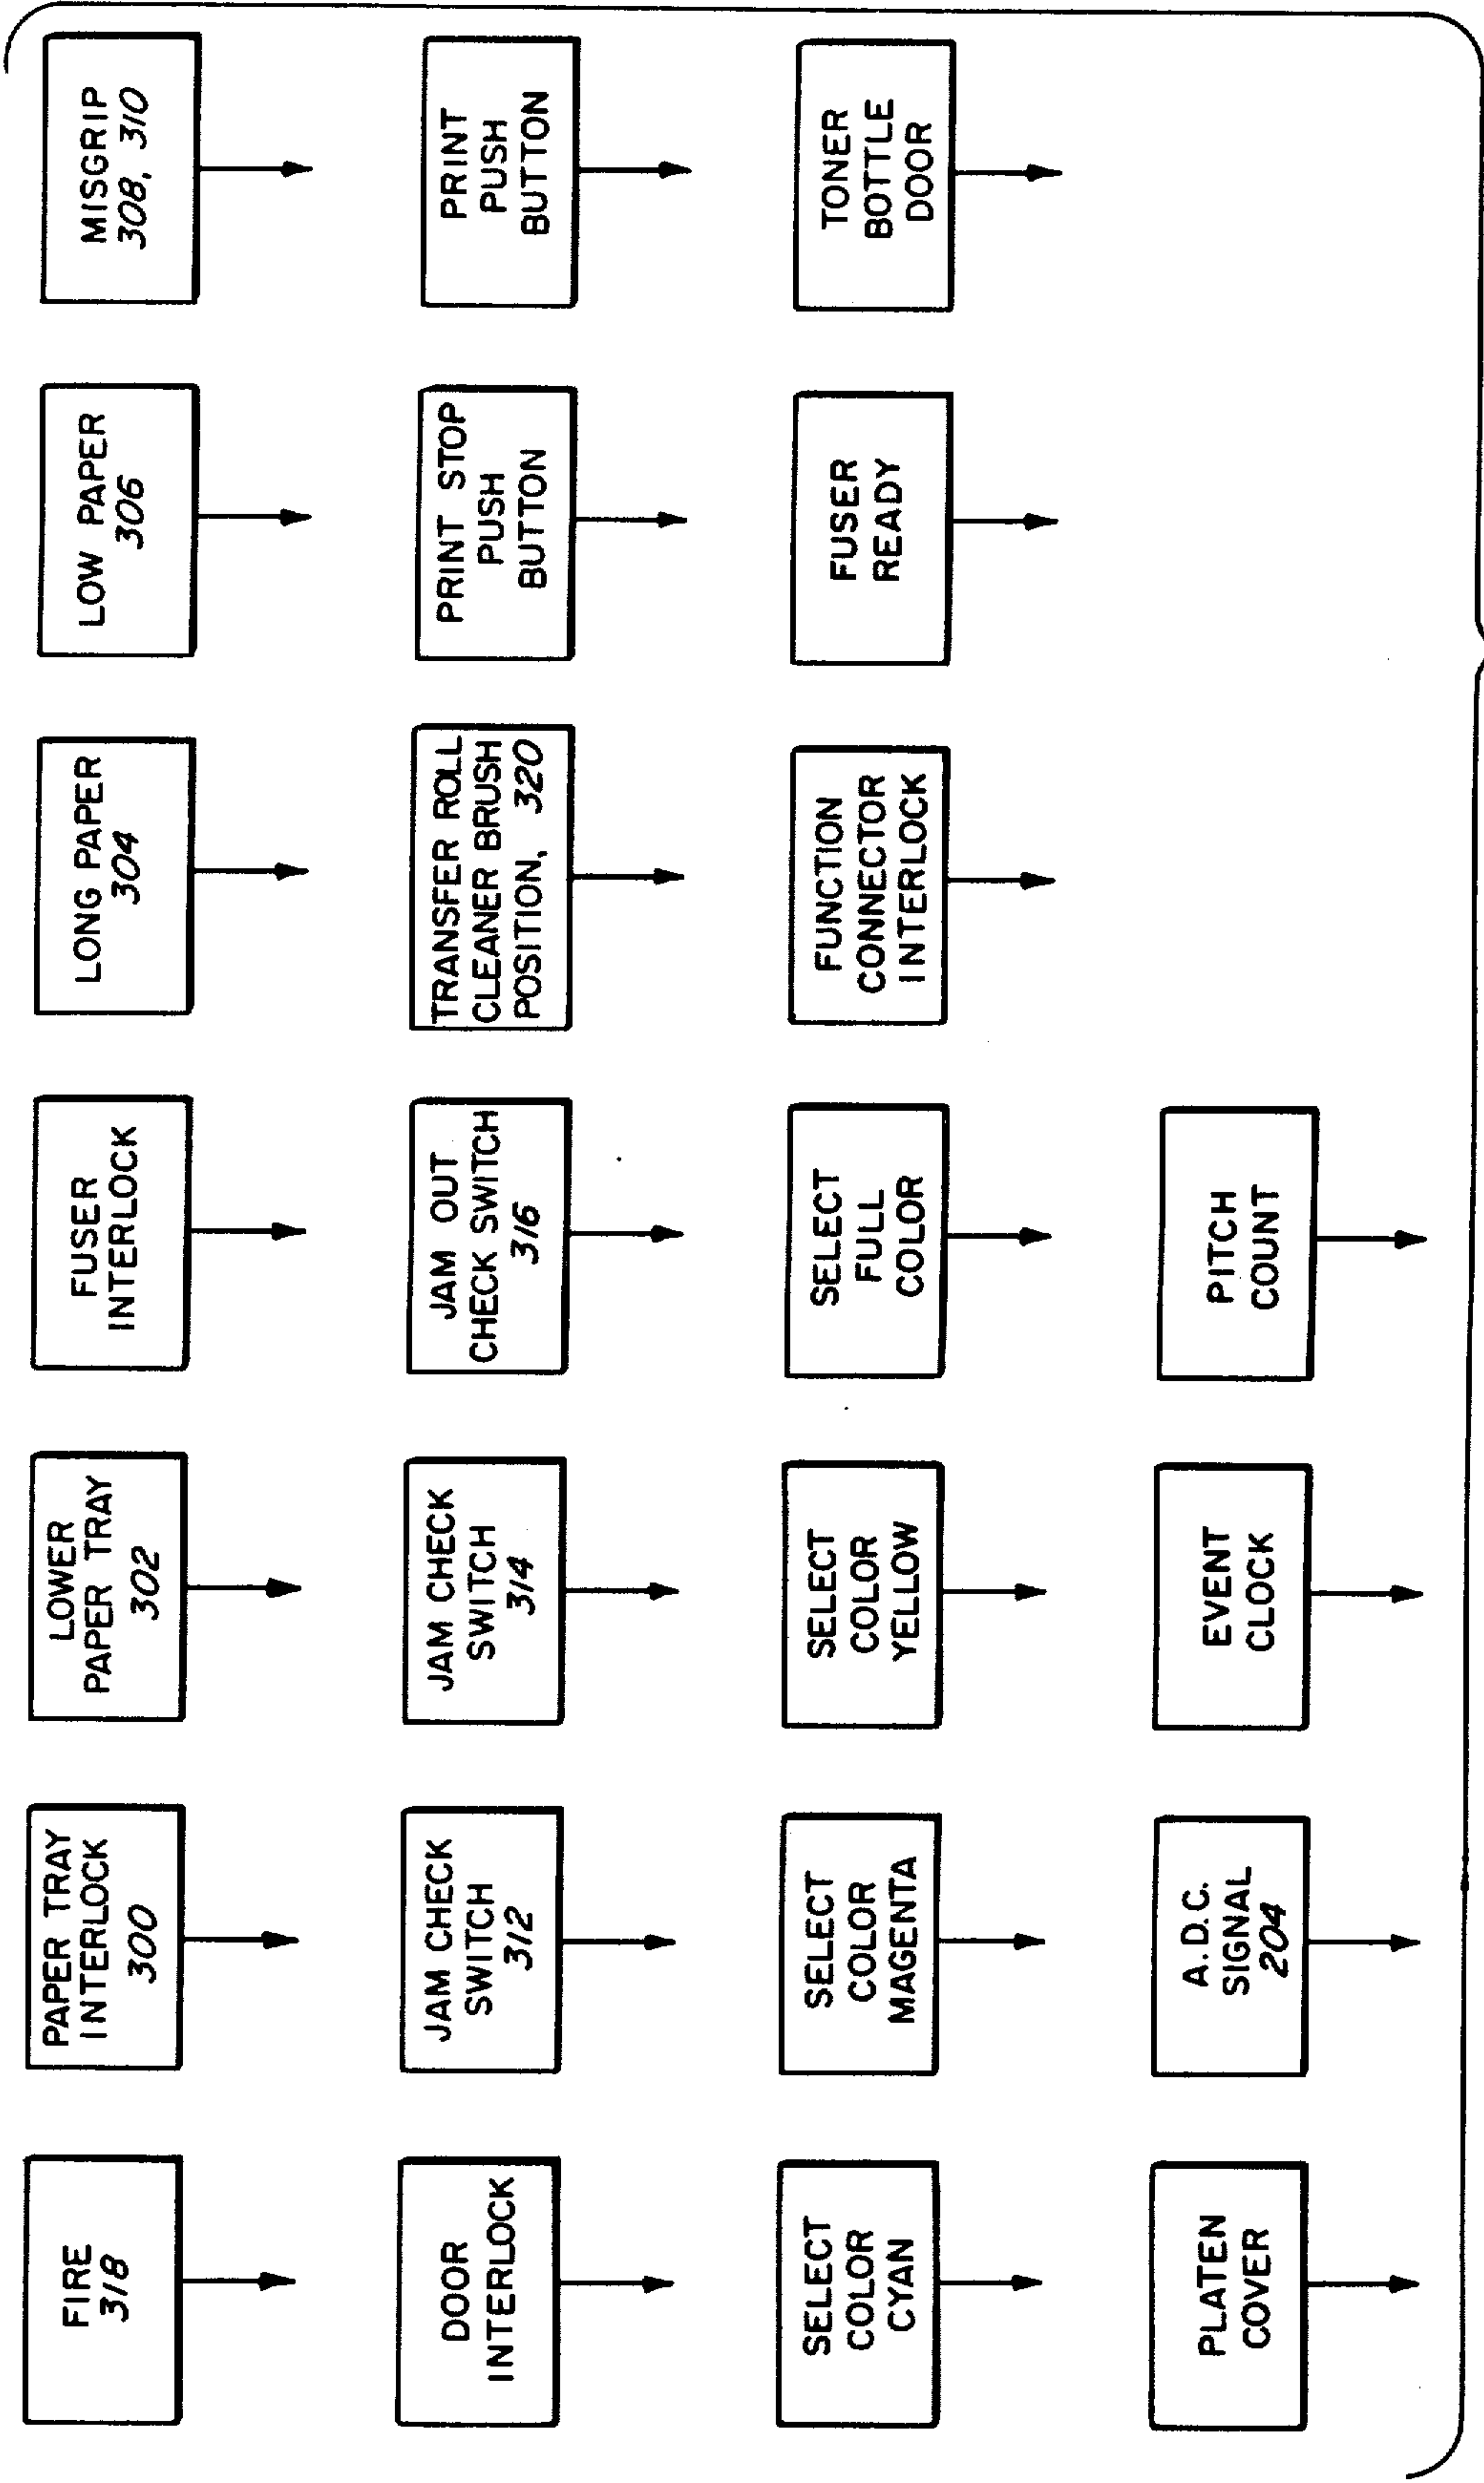 FIRE
318
PAPER TRAY
INTERLOCK
300
LOWER
PAPER TRAY
302
FUSER
INTERLOCK
LONG PAPER
304
LOW PAPER
306
MISGRIP
308, 310
DOOR
INTERLOCK
JAM CHECK
SWITCH
312
JAM CHECK
SWITCH
314
JAM OUT
CHECK SWITCH
316
TRANSFER ROLL
CLEANER BRUSH
POSITION, 320
PRINT STOP
PUSH
BUTTON
PRINT
PUSH
BUTTON
SELECT
COLOR
CYAN
SELECT
COLOR
MAGENTA
SELECT
COLOR
YELLOW
SELECT
FULL
COLOR
FUNCTION
CONNECTOR
INTERLOCK
FUSER
READY
TONER
BOTTLE
DOOR
PLATEN
COVER
A.D.C.
SIGNAL
204
EVENT
CLOCK
PITCH
COUNT